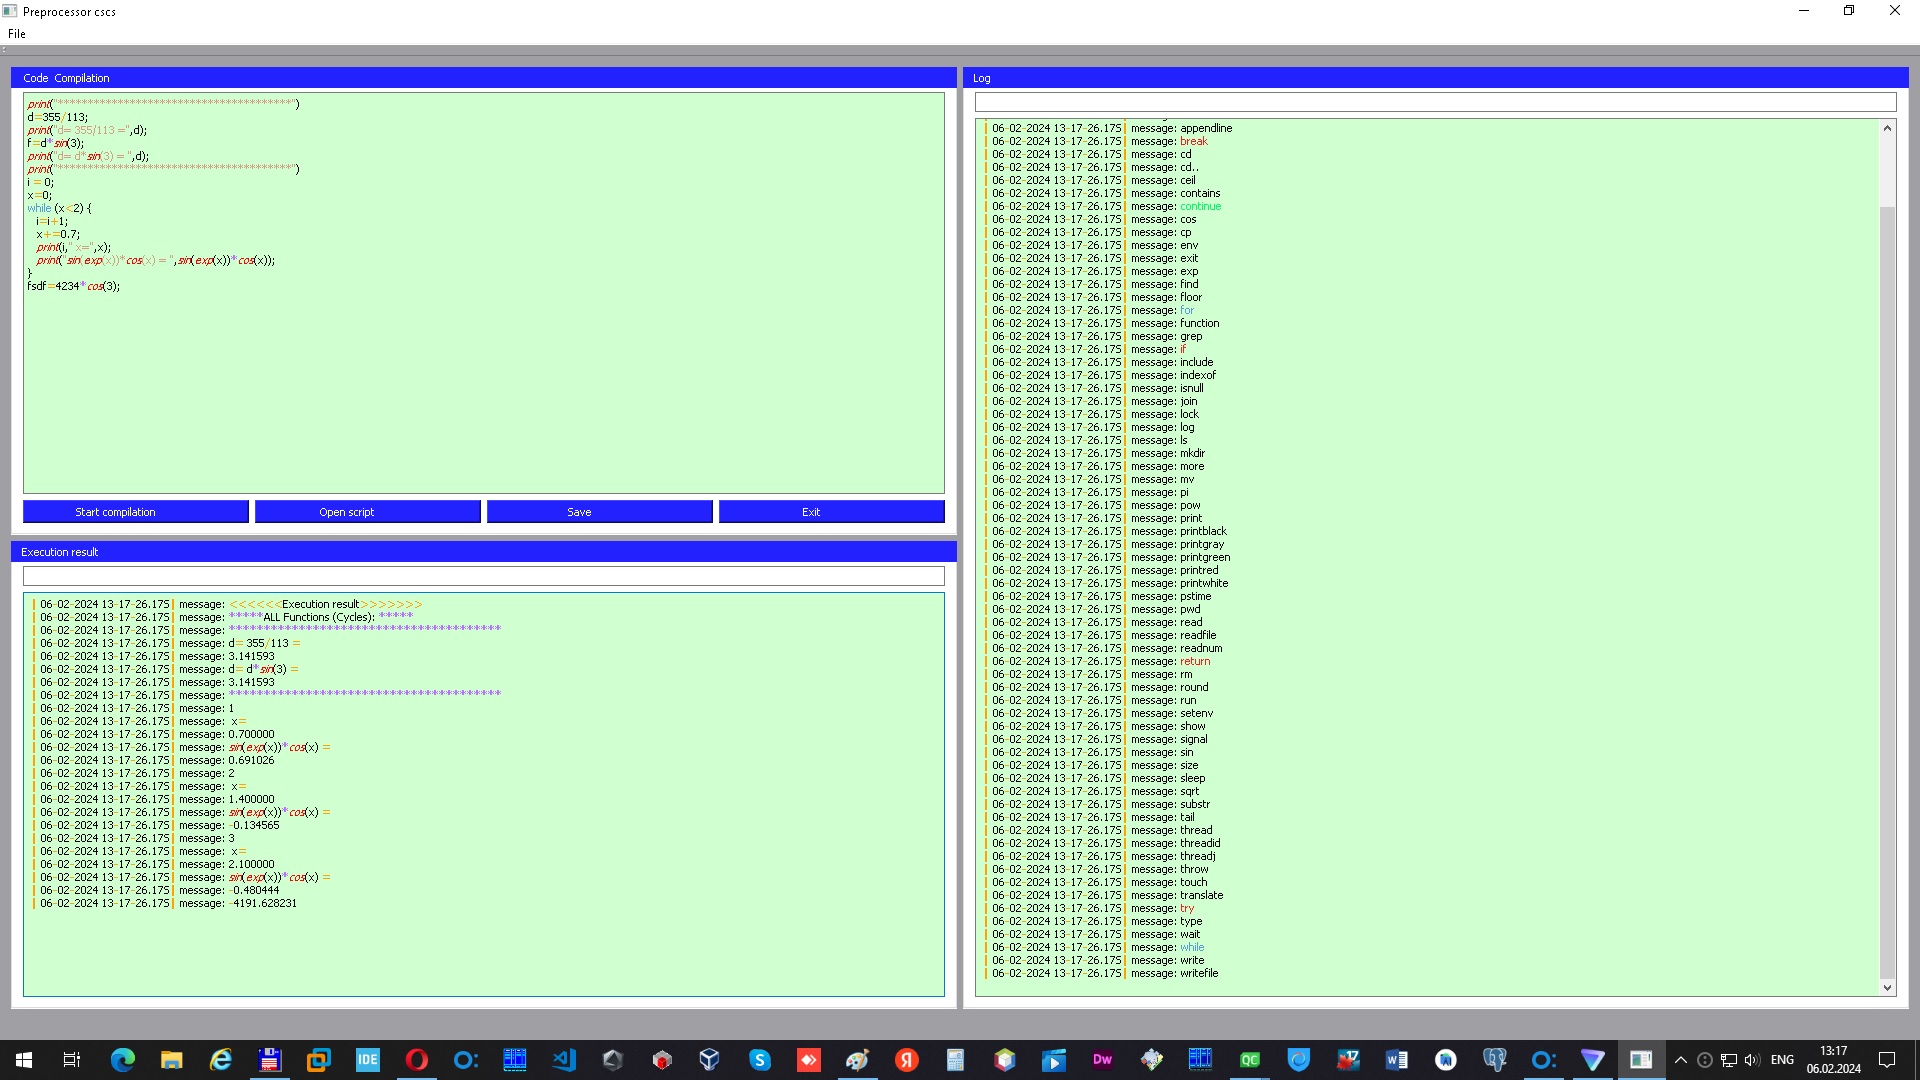 Preprocessor cscs
File
Code Compilation
print("***************************************")
d=355/113;
print("d= 355/113 =",d);
f=d*sin(3);
print("d= d*sin(3) = ",d);
print("***************************************")
i = 0;
x=0;
while (x<2) {
i=i+1;
x+=0.7;
print(i," x=",x);
print("sin(exp(x))*cos(x) = ",sin(exp(x))*cos(x));
}
fsdf=4234*cos(3);
Start compilation
Open script
Save
Exit
Execution result
| 06-02-2024 13-17-26.175| message: <<<<<<Execution result>>>>>>>
| 06-02-2024 13-17-26.175| message: *****ALL Functions (Cycles): *****
| 06-02-2024 13-17-26.175| message: ***************************************
| 06-02-2024 13-17-26.175| message: d= 355/113 =
| 06-02-2024 13-17-26.175| message: 3.141593
| 06-02-2024 13-17-26.175| message: d= d*sin(3) =
| 06-02-2024 13-17-26.175| message: 3.141593
| 06-02-2024 13-17-26.175| message: ***************************************
| 06-02-2024 13-17-26.175| message: 1
| 06-02-2024 13-17-26.175| message: x=
| 06-02-2024 13-17-26.175| message: 0.700000
| 06-02-2024 13-17-26.175| message: sin(exp(x))*cos(x) =
| 06-02-2024 13-17-26.175| message: 0.691026
| 06-02-2024 13-17-26.175| message: 2
| 06-02-2024 13-17-26.175| message: x=
| 06-02-2024 13-17-26.175| message: 1.400000
| 06-02-2024 13-17-26.175| message: sin(exp(x))*cos(x) =
| 06-02-2024 13-17-26.175| message: -0.134565
| 06-02-2024 13-17-26.175| message: 3
| 06-02-2024 13-17-26.175| message: x=
| 06-02-2024 13-17-26.175| message: 2.100000
| 06-02-2024 13-17-26.175| message: sin(exp(x))*cos(x) =
| 06-02-2024 13-17-26.175| message: -0.480444
| 06-02-2024 13-17-26.175| message: -4191.628231
Log
| 06-02-2024 13-17-26.175| message: appendline
| 06-02-2024 13-17-26.175| message: break
| 06-02-2024 13-17-26.175| message: cd
| 06-02-2024 13-17-26.175| message: cd..
| 06-02-2024 13-17-26.175| message: ceil
| 06-02-2024 13-17-26.175| message: contains
| 06-02-2024 13-17-26.175| message: continue
| 06-02-2024 13-17-26.175| message: cos
| 06-02-2024 13-17-26.175| message: cp
| 06-02-2024 13-17-26.175| message: env
| 06-02-2024 13-17-26.175| message: exit
| 06-02-2024 13-17-26.175| message: exp
| 06-02-2024 13-17-26.175| message: find
| 06-02-2024 13-17-26.175| message: floor
| 06-02-2024 13-17-26.175| message: for
| 06-02-2024 13-17-26.175| message: function
| 06-02-2024 13-17-26.175| message: grep
| 06-02-2024 13-17-26.175| message: if
| 06-02-2024 13-17-26.175| message: include
| 06-02-2024 13-17-26.175| message: indexof
| 06-02-2024 13-17-26.175| message: isnull
| 06-02-2024 13-17-26.175| message: join
| 06-02-2024 13-17-26.175| message: lock
| 06-02-2024 13-17-26.175| message: log
| 06-02-2024 13-17-26.175| message: ls
| 06-02-2024 13-17-26.175| message: mkdir
| 06-02-2024 13-17-26.175| message: more
| 06-02-2024 13-17-26.175| message: mv
| 06-02-2024 13-17-26.175| message: pi
| 06-02-2024 13-17-26.175| message: pow
| 06-02-2024 13-17-26.175| message: print
| 06-02-2024 13-17-26.175| message: printblack
| 06-02-2024 13-17-26.175| message: printgray
| 06-02-2024 13-17-26.175| message: printgreen
| 06-02-2024 13-17-26.175| message: printred
| 06-02-2024 13-17-26.175| message: printwhite
| 06-02-2024 13-17-26.175| message: pstime
| 06-02-2024 13-17-26.175| message: pwd
| 06-02-2024 13-17-26.175| message: read
| 06-02-2024 13-17-26.175| message: readfile
| 06-02-2024 13-17-26.175| message: readnum
| 06-02-2024 13-17-26.175| message: return
| 06-02-2024 13-17-26.175| message: rm
| 06-02-2024 13-17-26.175| message: round
| 06-02-2024 13-17-26.175| message: run
| 06-02-2024 13-17-26.175| message: setenv
| 06-02-2024 13-17-26.175| message: show
| 06-02-2024 13-17-26.175| message: signal
| 06-02-2024 13-17-26.175| message: sin
| 06-02-2024 13-17-26.175| message: size
| 06-02-2024 13-17-26.175| message: sleep
| 06-02-2024 13-17-26.175| message: sqrt
| 06-02-2024 13-17-26.175| message: substr
| 06-02-2024 13-17-26.175| message: tail
| 06-02-2024 13-17-26.175| message: thread
| 06-02-2024 13-17-26.175| message: threadid
| 06-02-2024 13-17-26.175| message: threadj
| 06-02-2024 13-17-26.175| message: throw
| 06-02-2024 13-17-26.175| message: touch
| 06-02-2024 13-17-26.175| message: translate
| 06-02-2024 13-17-26.175| message: try
| 06-02-2024 13-17-26.175| message: type
| 06-02-2024 13-17-26.175| message: wait
| 06-02-2024 13-17-26.175| message: while
| 06-02-2024 13-17-26.175| message: write
| 06-02-2024 13-17-26.175| message: writefile
IDE
Dw
QC
17
ENG
13:17
06.02.2024